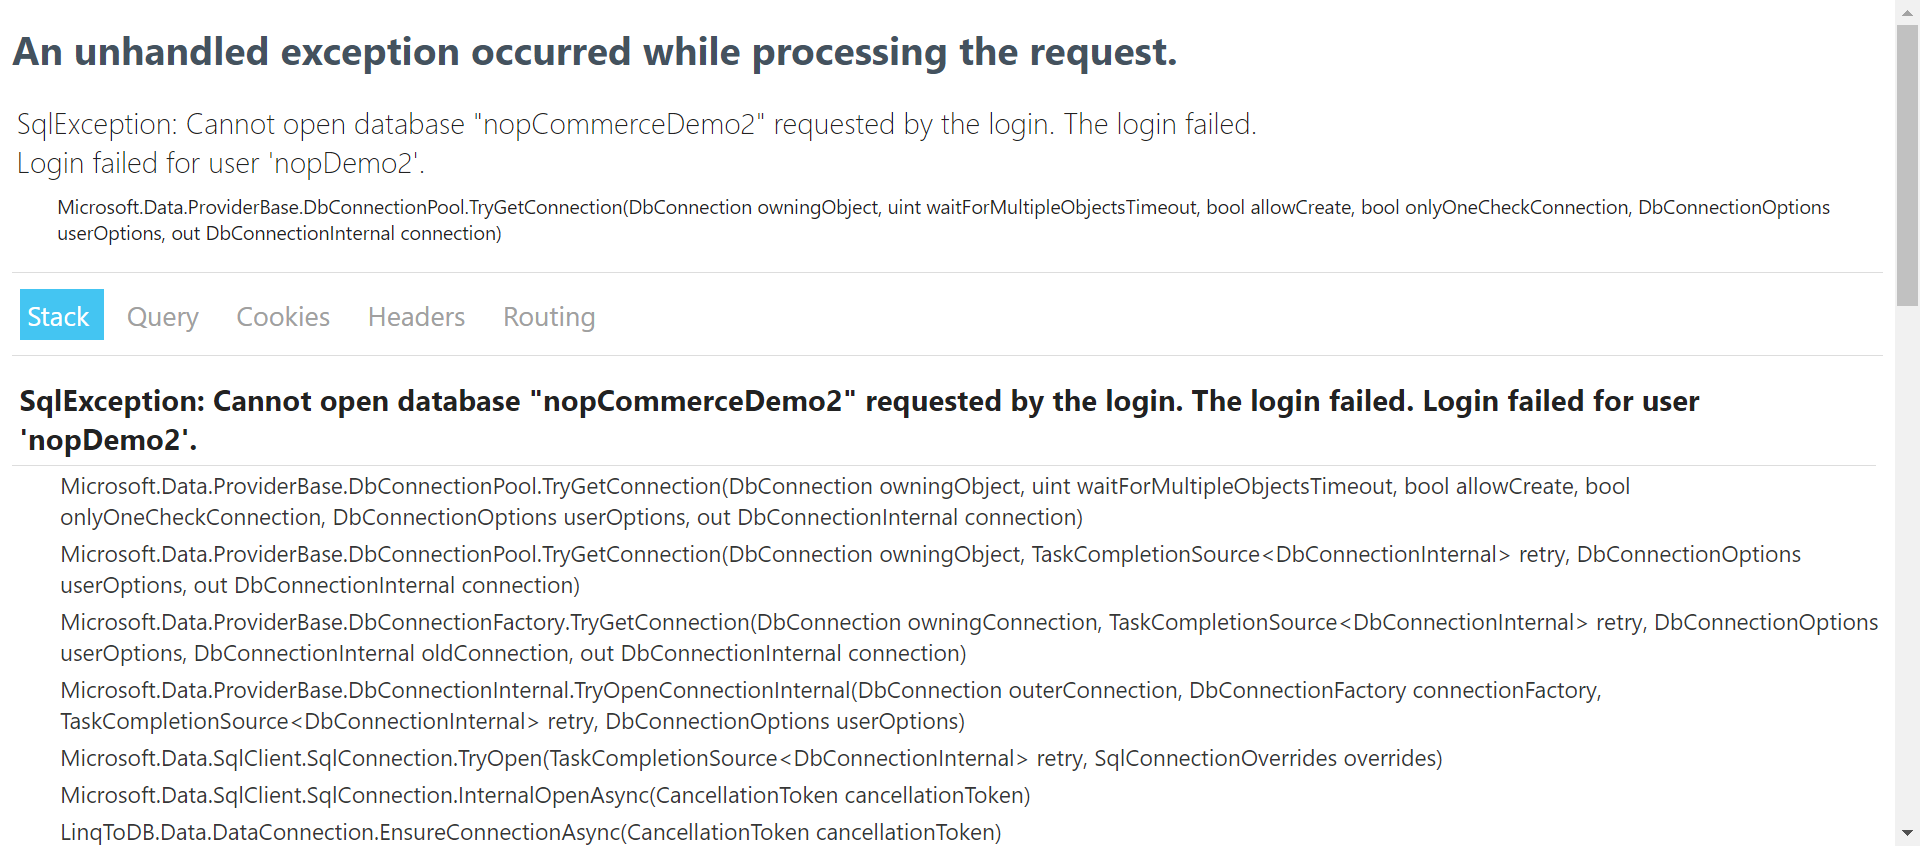 An unhandled exception occurred while processing the request.
SqlException: Cannot open database "nopCommerceDemo2" requested by the login. The login failed.
Login failed for user 'nopDemo2'.
Microsoft.Data.ProviderBase.DbConnectionPool.TryGetConnection(DbConnection owningObject, uint waitForMultipleObjectsTimeout, bool allowCreate, bool onlyOneCheckConnection, DbConnectionOptions
userOptions, out DbConnectionInternal connection)
Stack Query Cookies Headers Routing
SqlException: Cannot open database "nopCommerceDemo2" requested by the login. The login failed. Login failed for user
'nopDemo2'.
Microsoft.Data.ProviderBase.DbConnectionPool.TryGetConnection(DbConnection owningObject, uint waitForMultipleObjectsTimeout, bool allowCreate, bool
onlyOneCheckConnection, DbConnectionOptions userOptions, out DbConnectionInternal connection)
Microsoft.Data.ProviderBase.DbConnectionPool.TryGetConnection(DbConnection owningObject, TaskCompletionSource<DbConnectionInternal> retry, DbConnectionOptions
userOptions, out DbConnectionInternal connection)
Microsoft.Data.ProviderBase.DbConnectionFactory.TryGetConnection(DbConnection owningConnection, TaskCompletionSource<DbConnectionInternal> retry, DbConnectionOptions
userOptions, DbConnectionInternal oldConnection, out DbConnectionInternal connection)
Microsoft.Data.ProviderBase.DbConnectionInternal.TryOpenConnectionInternal(DbConnection outerConnection, DbConnectionFactory connectionFactory,
TaskCompletionSource<DbConnectionInternal> retry, DbConnectionOptions userOptions)
Microsoft.Data.SqlClient.SqlConnection.TryOpen(TaskCompletionSource<DbConnectionInternal> retry, SqlConnectionOverrides overrides)
Microsoft.Data.SqlClient.SqlConnection.InternalOpenAsync(CancellationToken cancellationToken)
LinqToDB.Data.DataConnection.EnsureConnectionAsync(CancellationToken cancellationToken)